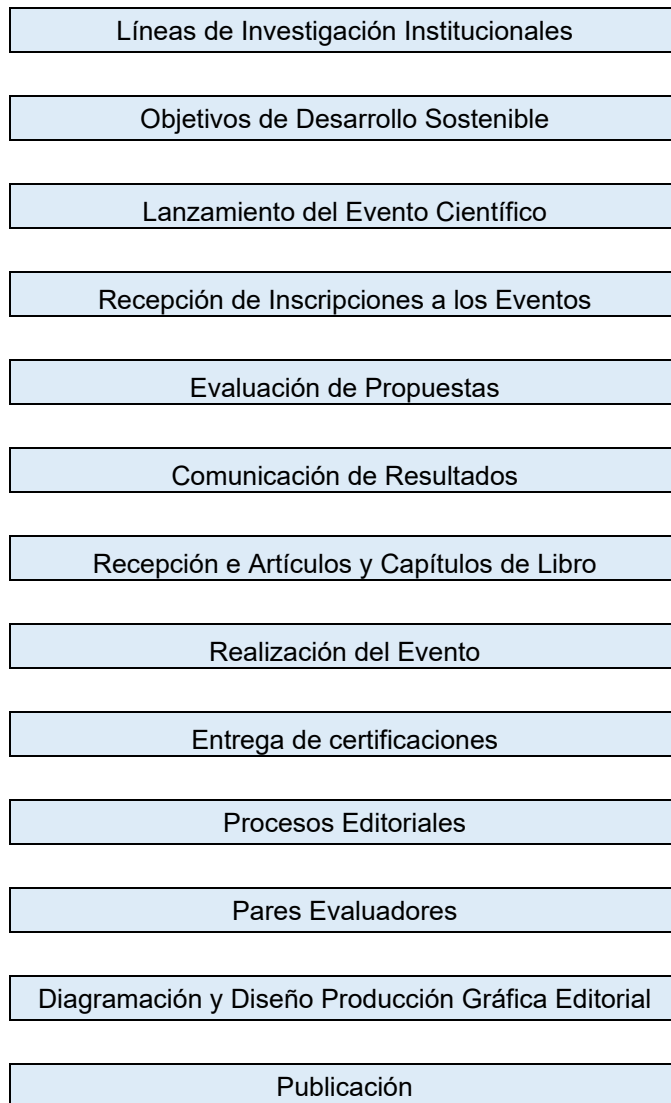 Líneas de Investigación Institucionales
Objetivos de Desarrollo Sostenible
Lanzamiento del Evento Científico
Recepción de Inscripciones a los Eventos
Evaluación de Propuestas
Comunicación de Resultados
Recepción e Artículos y Capítulos de Libro
Realización del Evento
Entrega de certificaciones
Procesos Editoriales
Pares Evaluadores
Diagramación y Diseño Producción Gráfica Editorial
Publicación